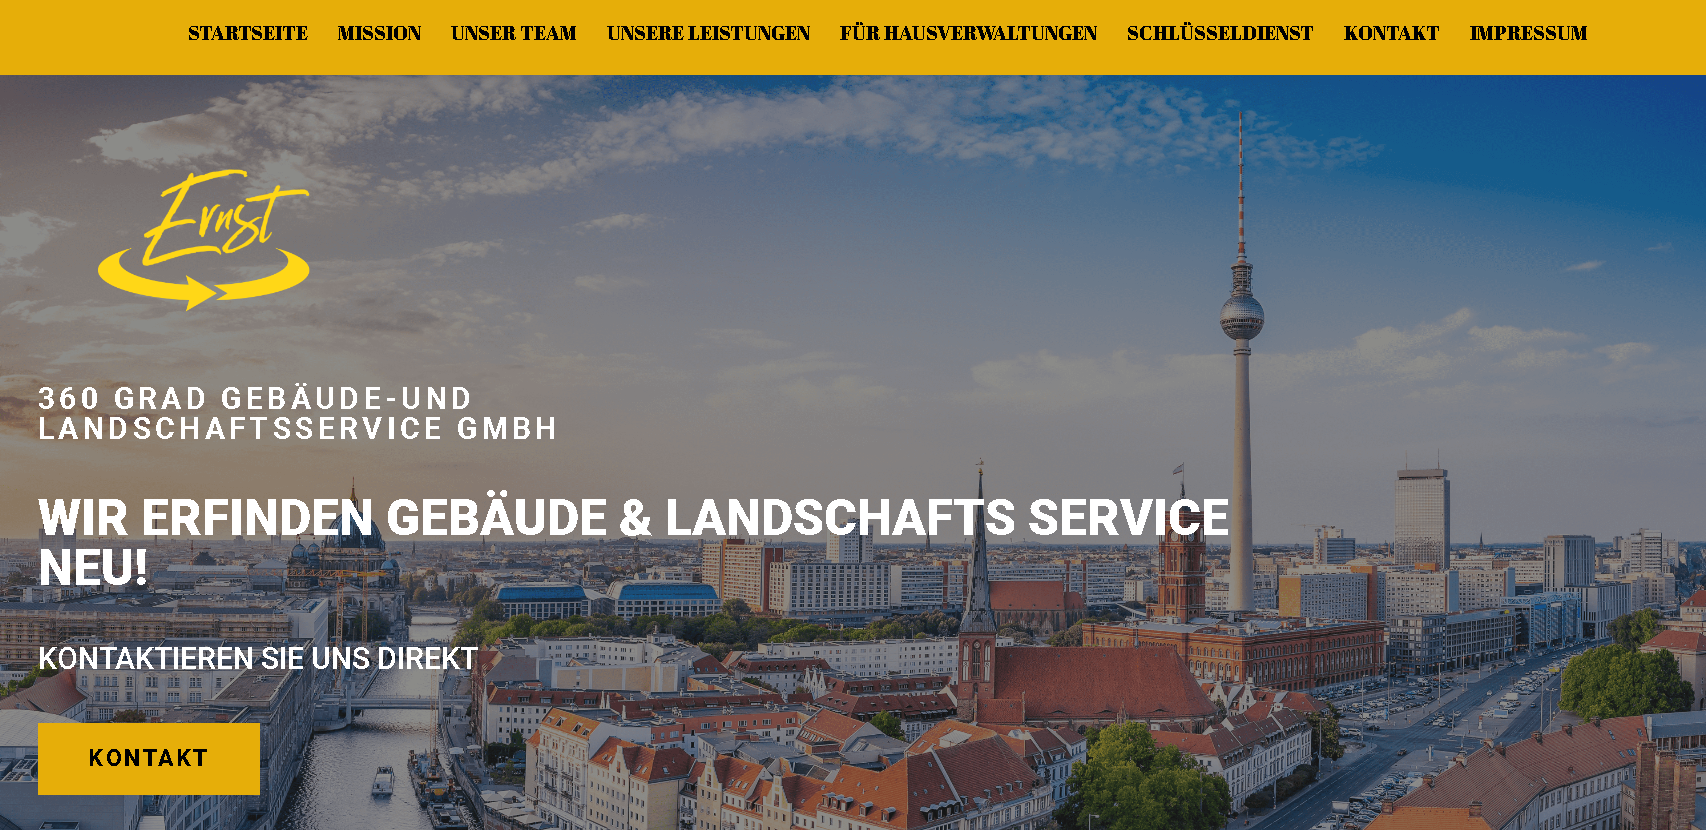 STARTSEITE MISSION UNSER TEAM UNSERE LEISTUNGEN FÜR HAUSVERWALTUNGEN SCHLÜSSELDIENST KONTAKT IMPRESSUM
Ernst
360 GRAD GEBÄUDE-UND
LANDSCHAFTSSERVICE GMBH
WIR ERFINDEN GEBÄUDE & LANDSCHAFTS SERVICE
NEU!
KONTAKTIEREN SIE UNS DIREKT
KONTAKT